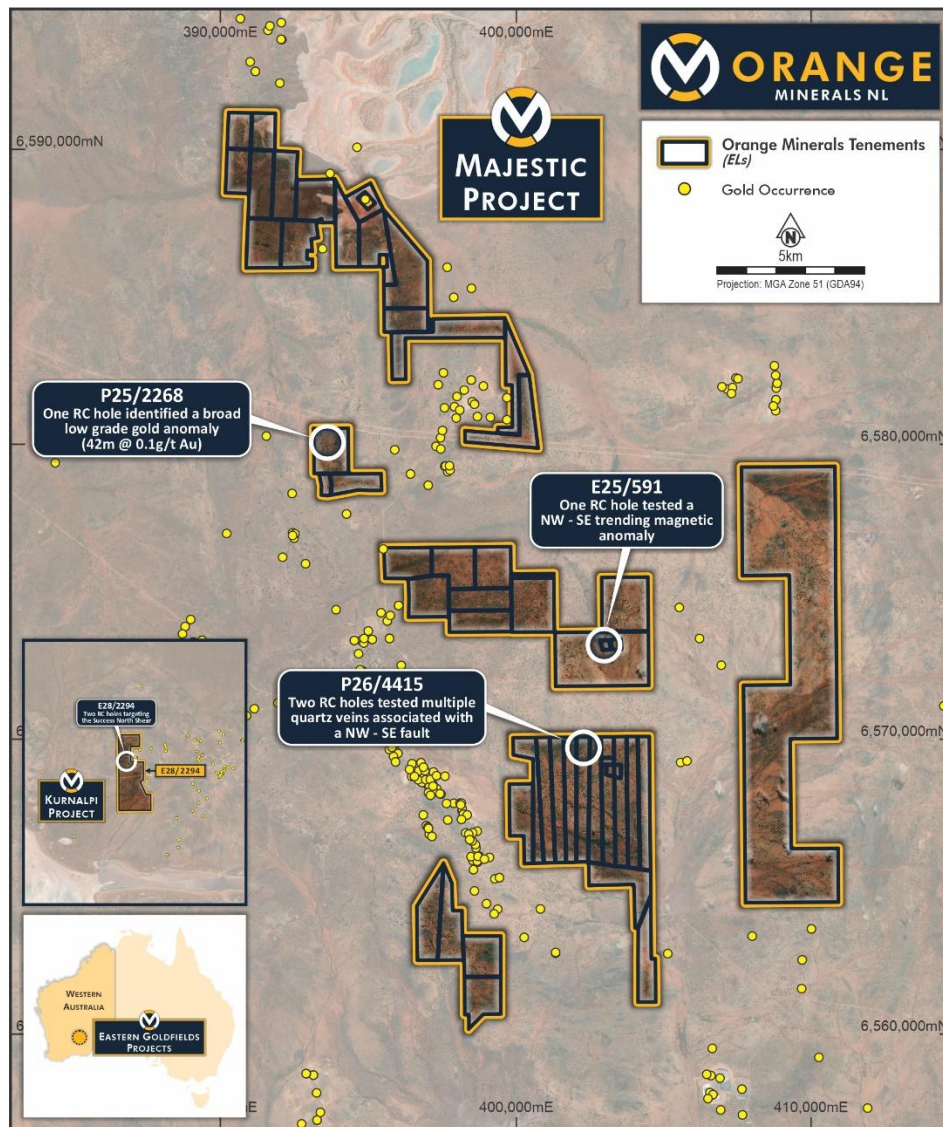 390,000mE
400,000mE
ORANGE
MINERALS NL
6,590,000mN
MAJESTIC
PROJECT
Orange Minerals Tenements
(ELs)
Gold Occurrence
N
5km
Projection: MGA Zone 51 (GDA94)
P25/2268
One RC hole identified a broad
low grade gold anomaly
(42m @ 0.1g/t Au)
6,580,000mN
E25/591
One RC hole tested a
NW - SE trending magnetic
anomaly
P26/4415
Two RC holes tested multiple
quartz veins associated with
a NW - SE fault
E28/2294
Two RC holes targeting
the Success North Shear
E28/2294
KURNALPI
PROJECT
6,570,000mN
WESTERN
AUSTRALIA
EASTERN GOLDFIELDS
PROJECTS
6,560,000mN
400,000mE
410,000mE